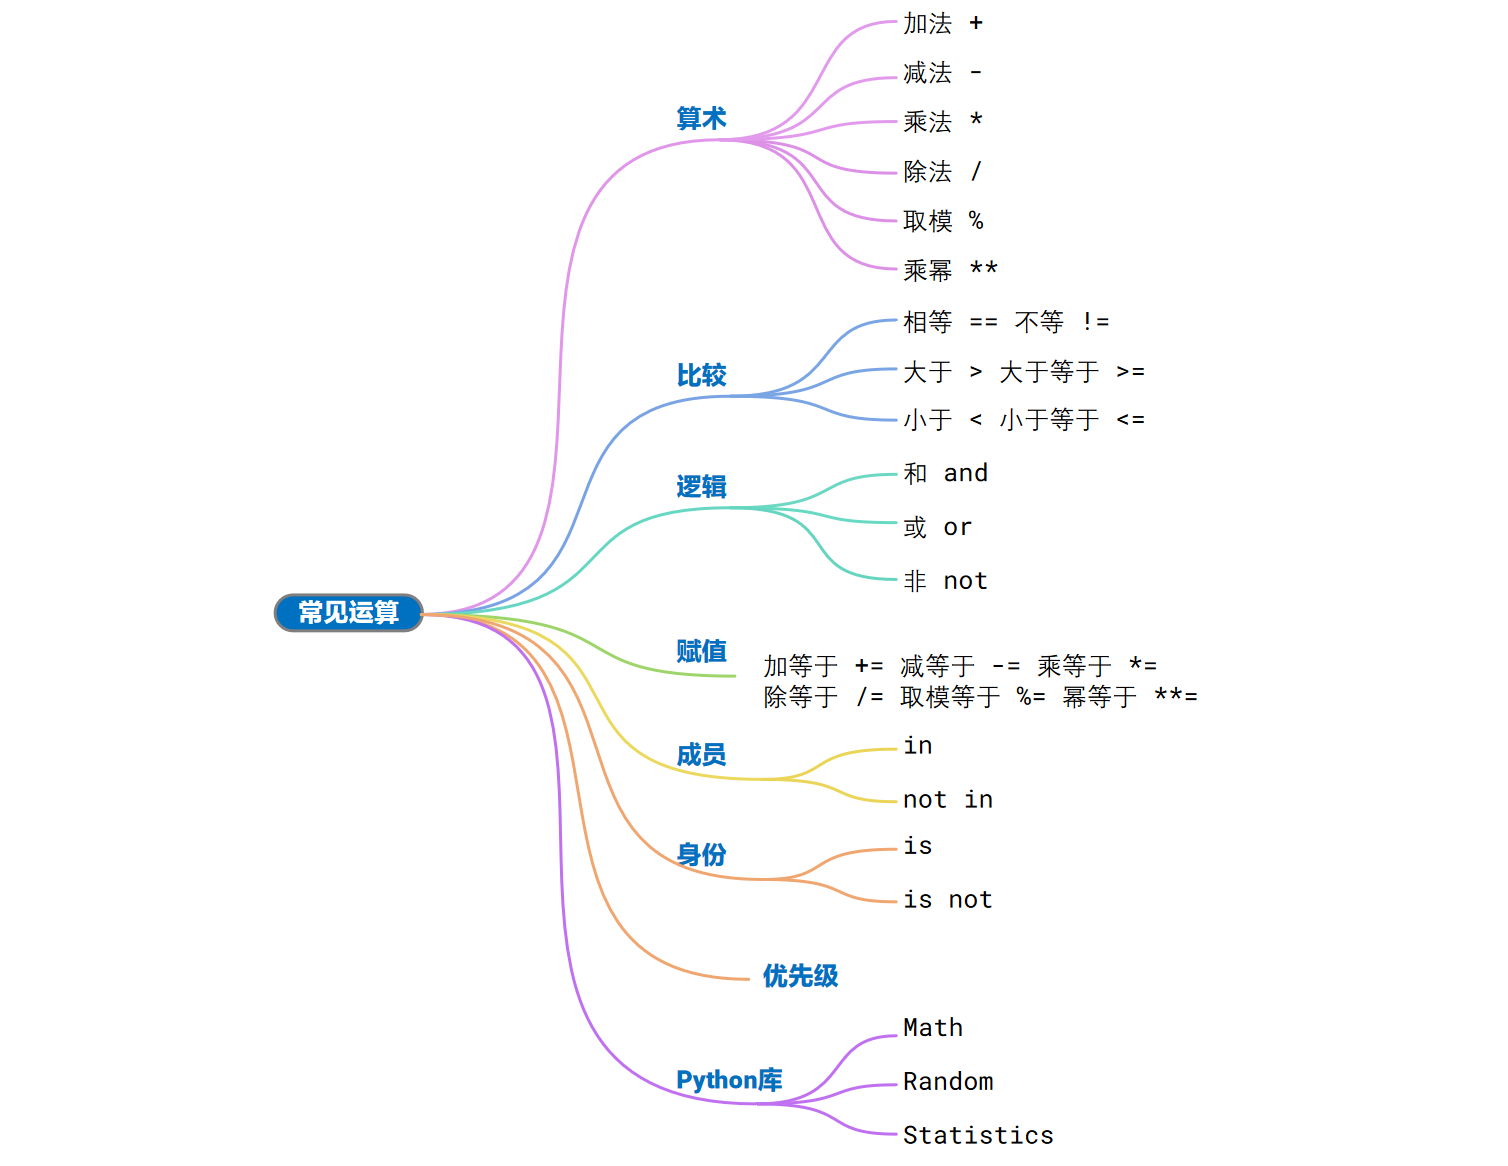 常见运算
算术
加法 +
减法 -
乘法 *
除法 /
取模 %
乘幂 **
比较
相等 == 不等 !=
大于 > 大于等于 >=
小于 < 小于等于 <=
逻辑
和 and
或 or
非 not
赋值
加等于 += 减等于 -= 乘等于 *=
除等于 /= 取模等于 %= 幂等于 **=
成员
in
not in
身份
is
is not
优先级
Python库
Math
Random
Statistics